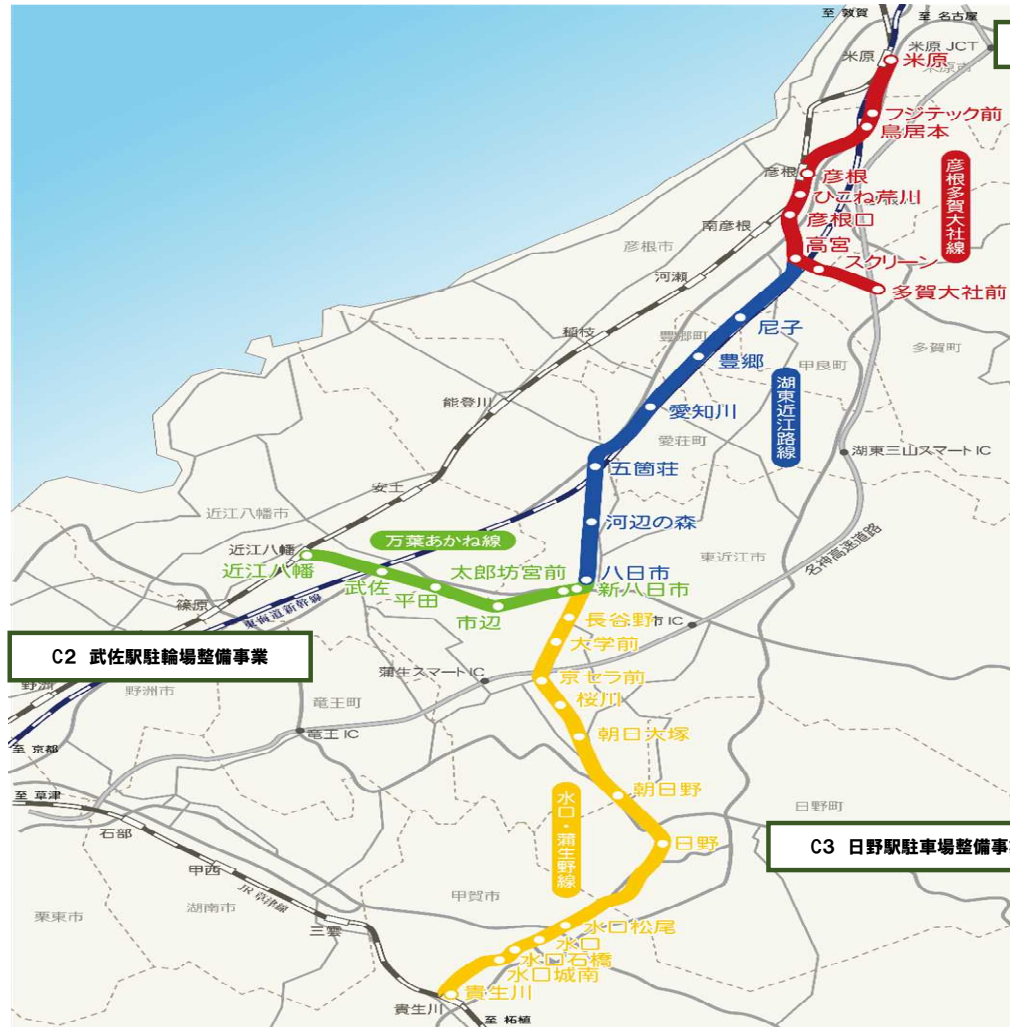 至 敦賀
至 名古屋
米原 JCT
米原
米原
米原市
フジテック前
鳥居本
彦根
彦根
ひこね芹川
彦根口
彦根多賀大社線
南彦根
高宮
スクリーン
彦根市
多賀大社前
河瀬
尼子
稲枝
豊郷町
多賀町
豊郷
甲良町
湖東近江路線
能登川
愛知川
愛荘町
湖東三山スマートIC
五箇荘
安土
近江八幡市
河辺の森
万葉あかね線
東近江市
名神高速道路
近江八幡
近江八幡
武佐
太郎坊宮前
八日市
平田
新八日市
篠原
東海道新幹線
市辺
長谷野
市 IC
大学前
C2 武佐駅駐輪場整備事業
蒲生スマートIC
京セラ前
野洲
野洲市
竜王町
桜川
竜王 IC
朝日大塚
至 京都
至 草津
朝日野
日野町
石部
水口・蒲生野線
日野
C3 日野駅駐車場整備事
甲西
JR 草津線
甲賀市
栗東市
湖南市
三雲
水口松尾
水口
水口石橋
水口城南
貴生川
貴生川
至 柘植